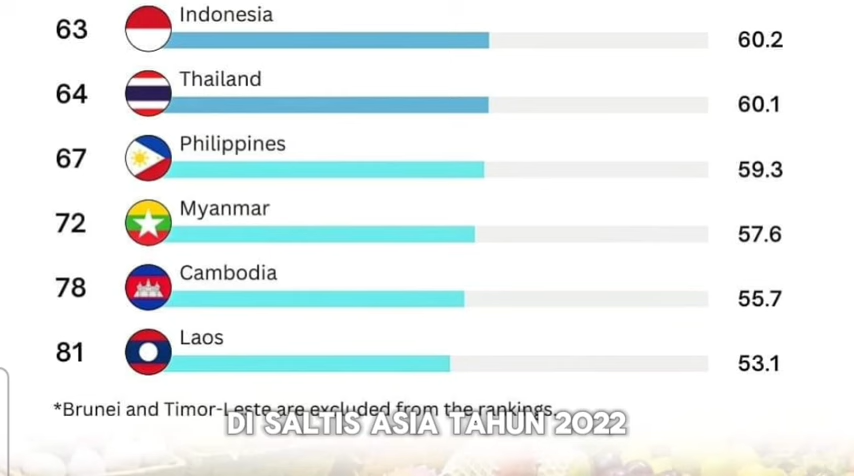 63 Indonesia 60.2
64 Thailand 60.1
67 Philippines 59.3
72 Myanmar 57.6
78 Cambodia 55.7
81 Laos 53.1
*Brunei and Timor-Leste are excluded from the rankings.
DI SALTIS ASIA TAHUN 2022